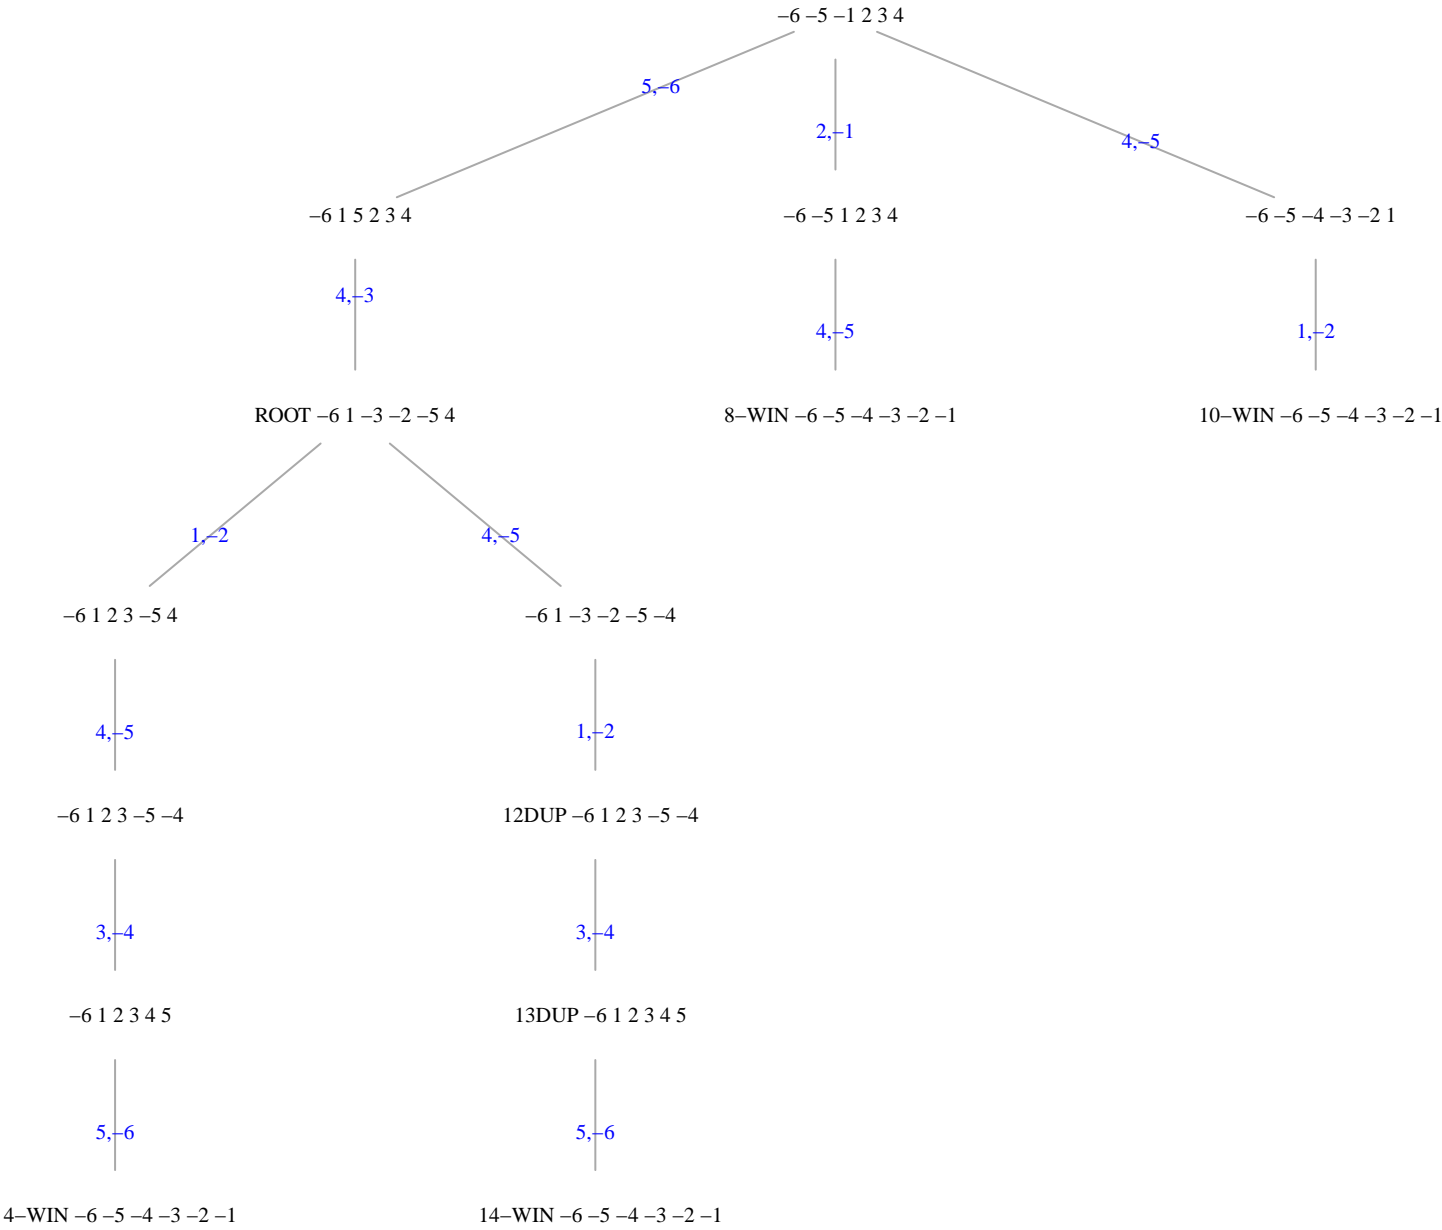 –6 –5 –1 2 3 4
5,–6
2,–1
4,–5
–6 1 5 2 3 4
–6 –5 1 2 3 4
–6 –5 –4 –3 –2 1
4,–3
4,–5
1,–2
ROOT –6 1 –3 –2 –5 4
8–WIN –6 –5 –4 –3 –2 –1
10–WIN –6 –5 –4 –3 –2 –1
1,–2
4,–5
–6 1 2 3 –5 4
–6 1 –3 –2 –5 –4
4,–5
1,–2
–6 1 2 3 –5 –4
12DUP –6 1 2 3 –5 –4
3,–4
3,–4
–6 1 2 3 4 5
13DUP –6 1 2 3 4 5
5,–6
5,–6
4–WIN –6 –5 –4 –3 –2 –1
14–WIN –6 –5 –4 –3 –2 –1